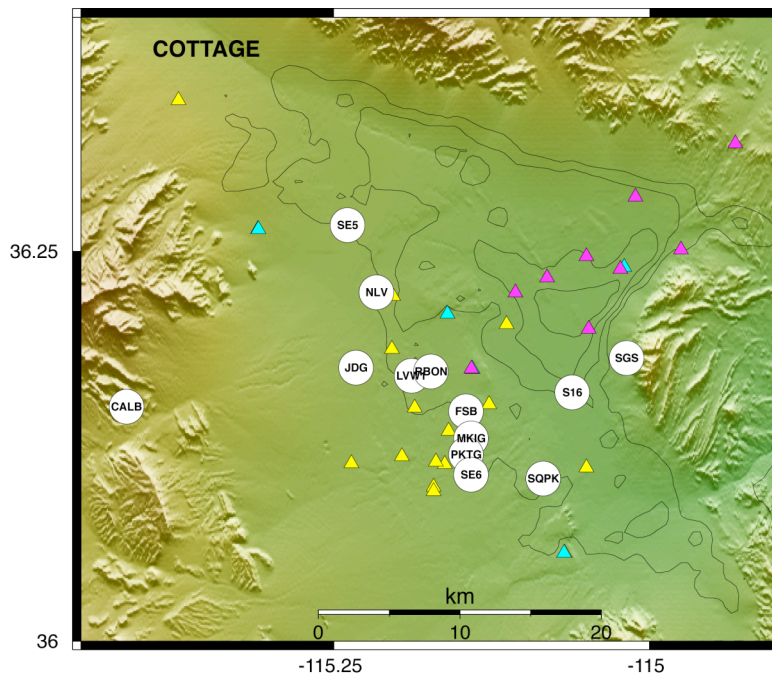 COTTAGE
SE5
36.25
NLV
JDG
LVW1
RBON
SGS
S16
CALB
FSB
MKIG
PKTG
SE6
SQPK
km
0 10 20
36
-115.25 -115